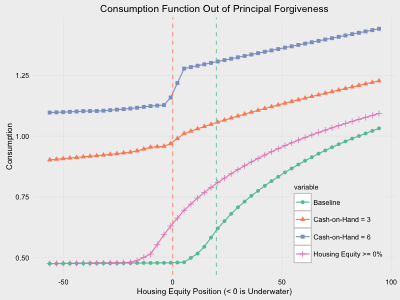 Consumption Function Out of Principal Forgiveness
Consumption
1.25
1.00
0.75
0.50
variable
Baseline
Cash-on-Hand = 3
Cash-on-Hand = 6
Housing Equity >= 0%
-50
0
50
100
Housing Equity Position (< 0 is Underwater)